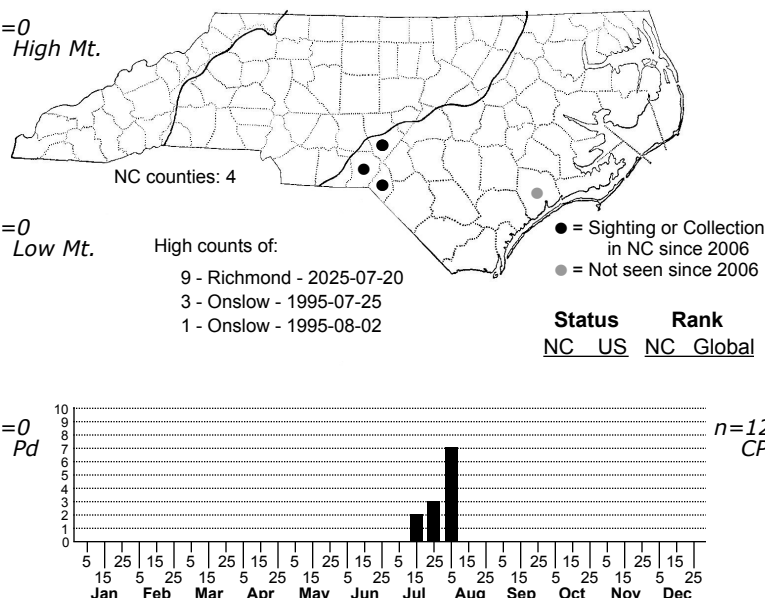 =0
High Mt.
NC counties: 4
=0
Low Mt.
High counts of:
9 - Richmond - 2025-07-20
3 - Onslow - 1995-07-25
1 - Onslow - 1995-08-02
● = Sighting or Collection
in NC since 2006
● = Not seen since 2006
Status Rank
NC US NC Global
=0
Pd
n=12
CP
10
9
8
7
6
5
4
3
2
1
0
5 25 15 5 25 15 5 25 15 5 25 15 5 25 15 5 25 15
15 5 25 15 5 25 15 5 25 15 5 25 15 5 25 15 5 25
Jan Feb Mar Apr May Jun Jul Aug Sep Oct Nov Dec